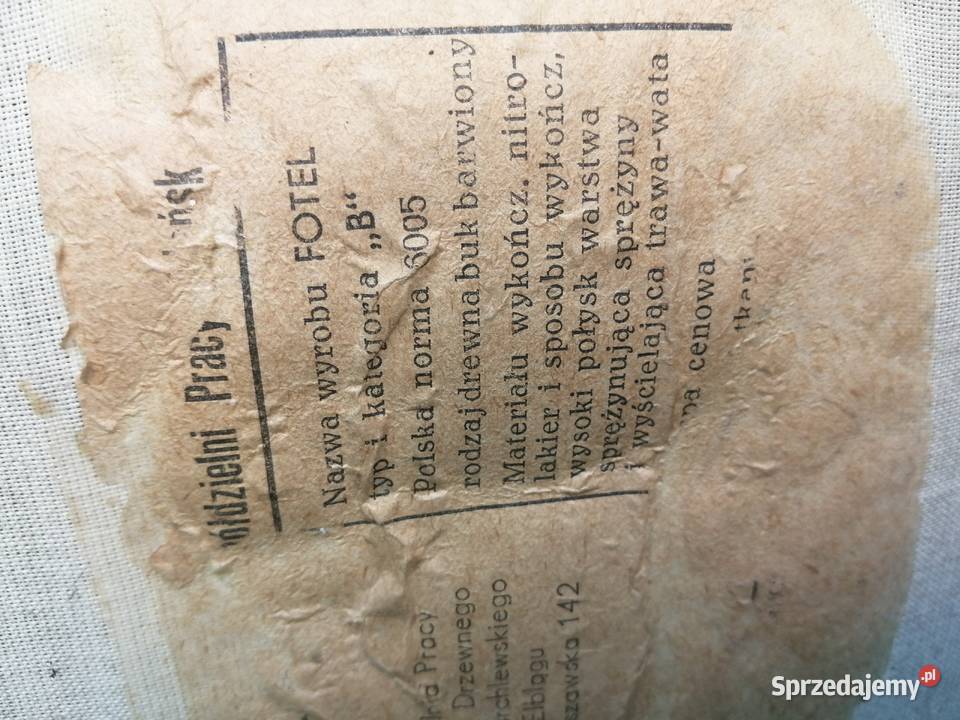 ńsk
ółdzielni Pracy
Nazwa wyrobu FOTEL
typ i kategoria „B“
Polska norma 6005
rodzaj drewna buk barwiony
Materiału wykończ. nitro-
lakier i sposobu wykończ,
wysoki połysk warstwa
sprężynująca sprężyny
i wyścielająca trawa-wata
na cenowa
tkani
Pracy
Drzewnego
rchlewskiego
Elblągu
szawska 142
Sprzedajemy.pl